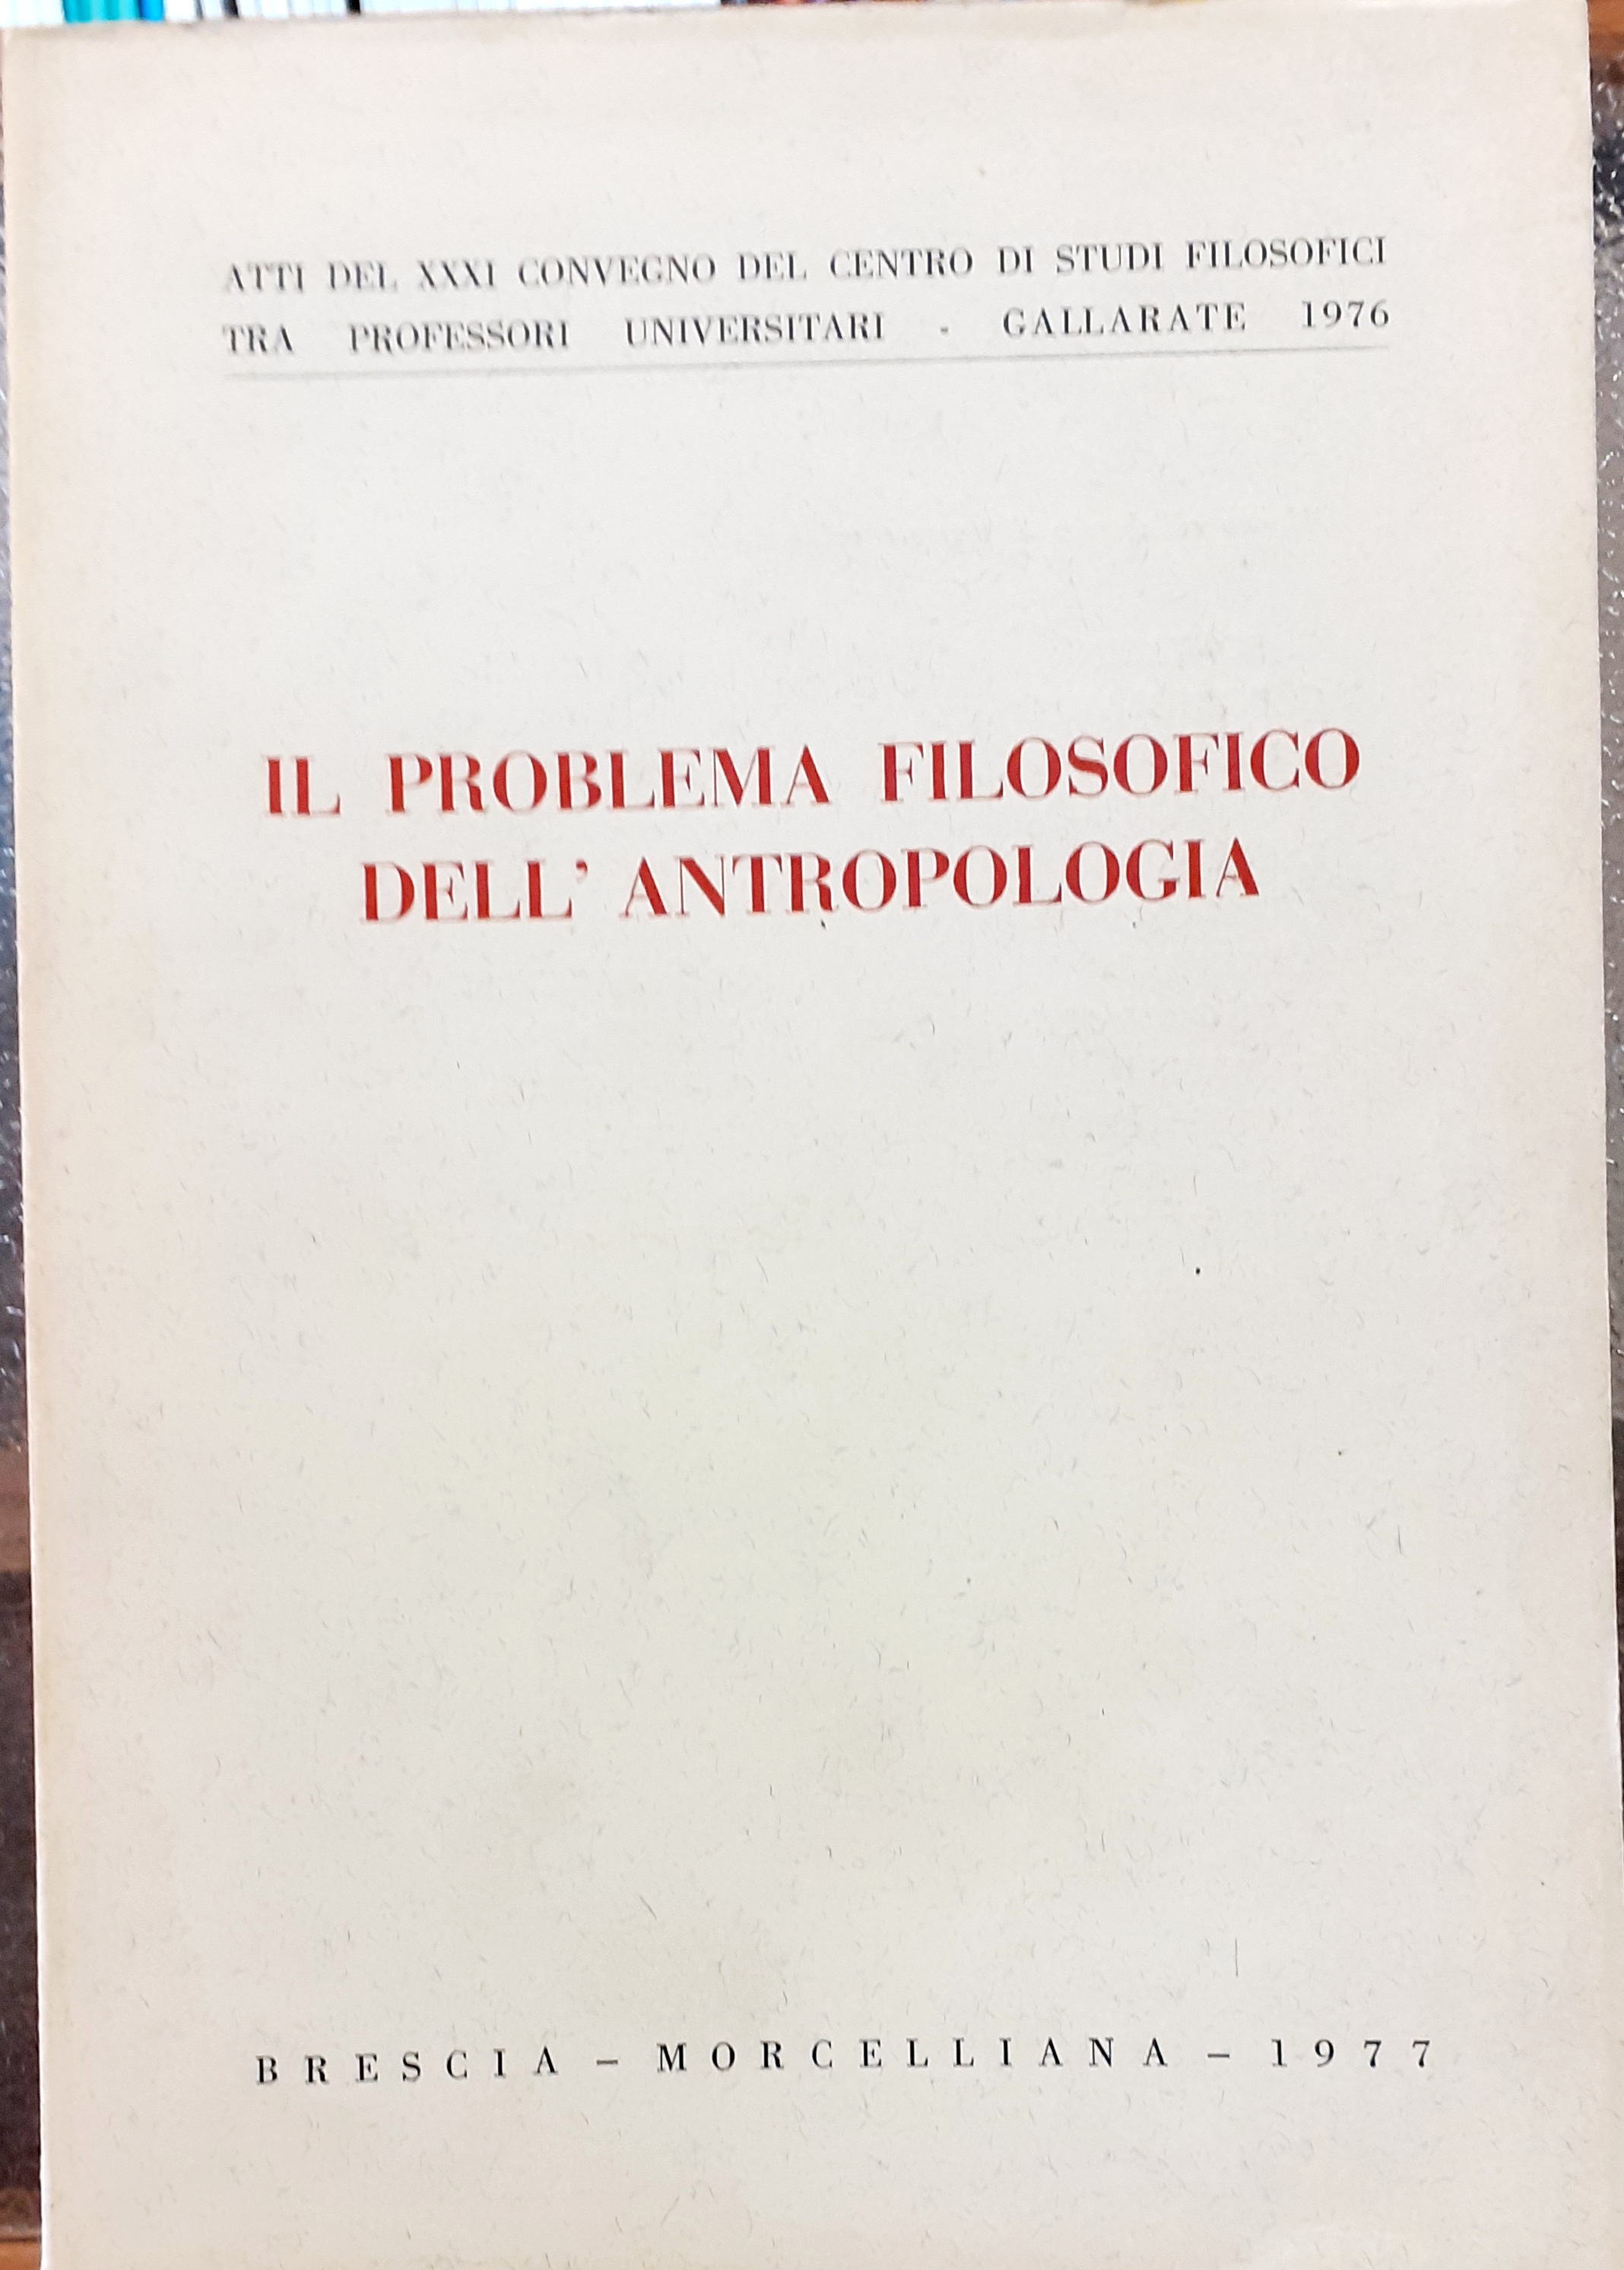 ATTI DEL XXXI CONVEGNO DEL CENTRO DI STUDI FILOSOFICI
TRA PROFESSORI UNIVERSITARI - GALLARATE 1976
IL PROBLEMA FILOSOFICO
DELL' ANTROPOLOGIA
BRESCIA – MORCELLIANA – 1977